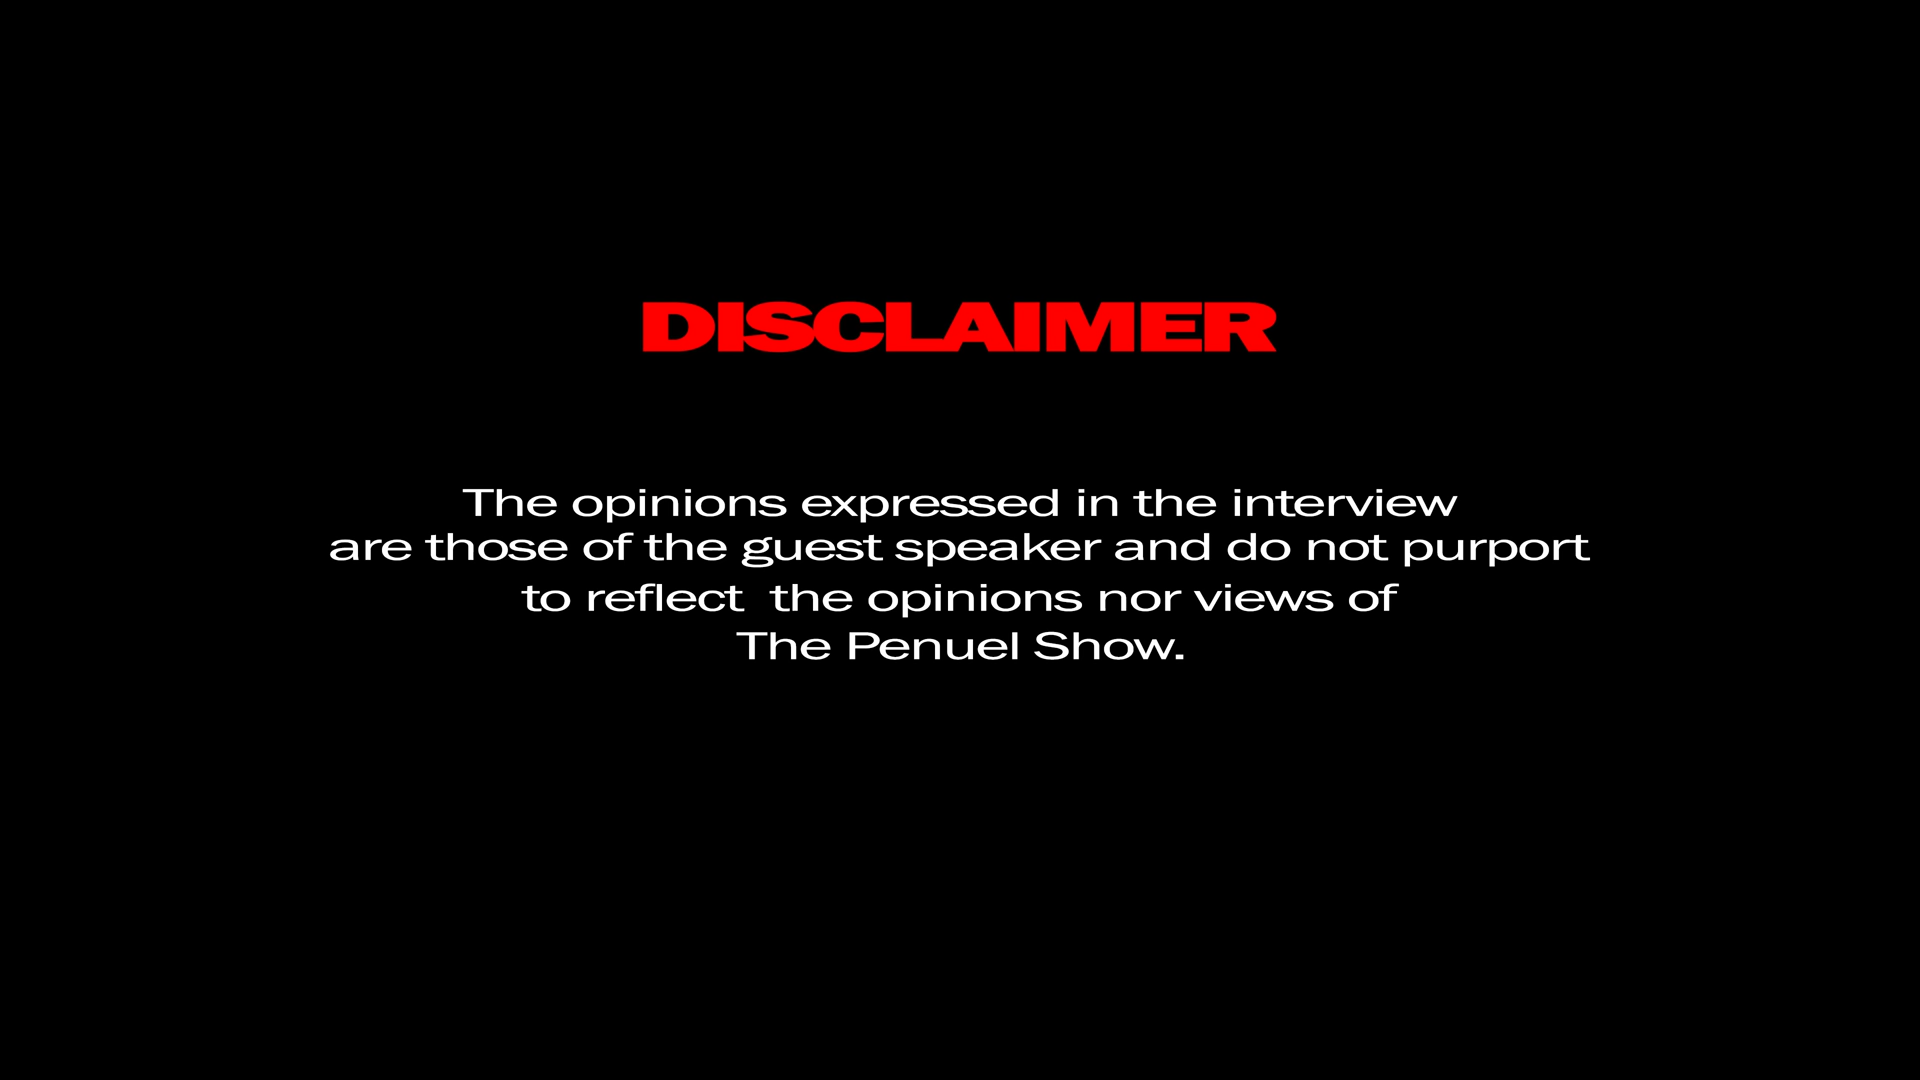 DISCLAIMER
The opinions expressed in the interview
are those of the guest speaker and do not purport
to reflect  the opinions nor views of
The Penuel Show.